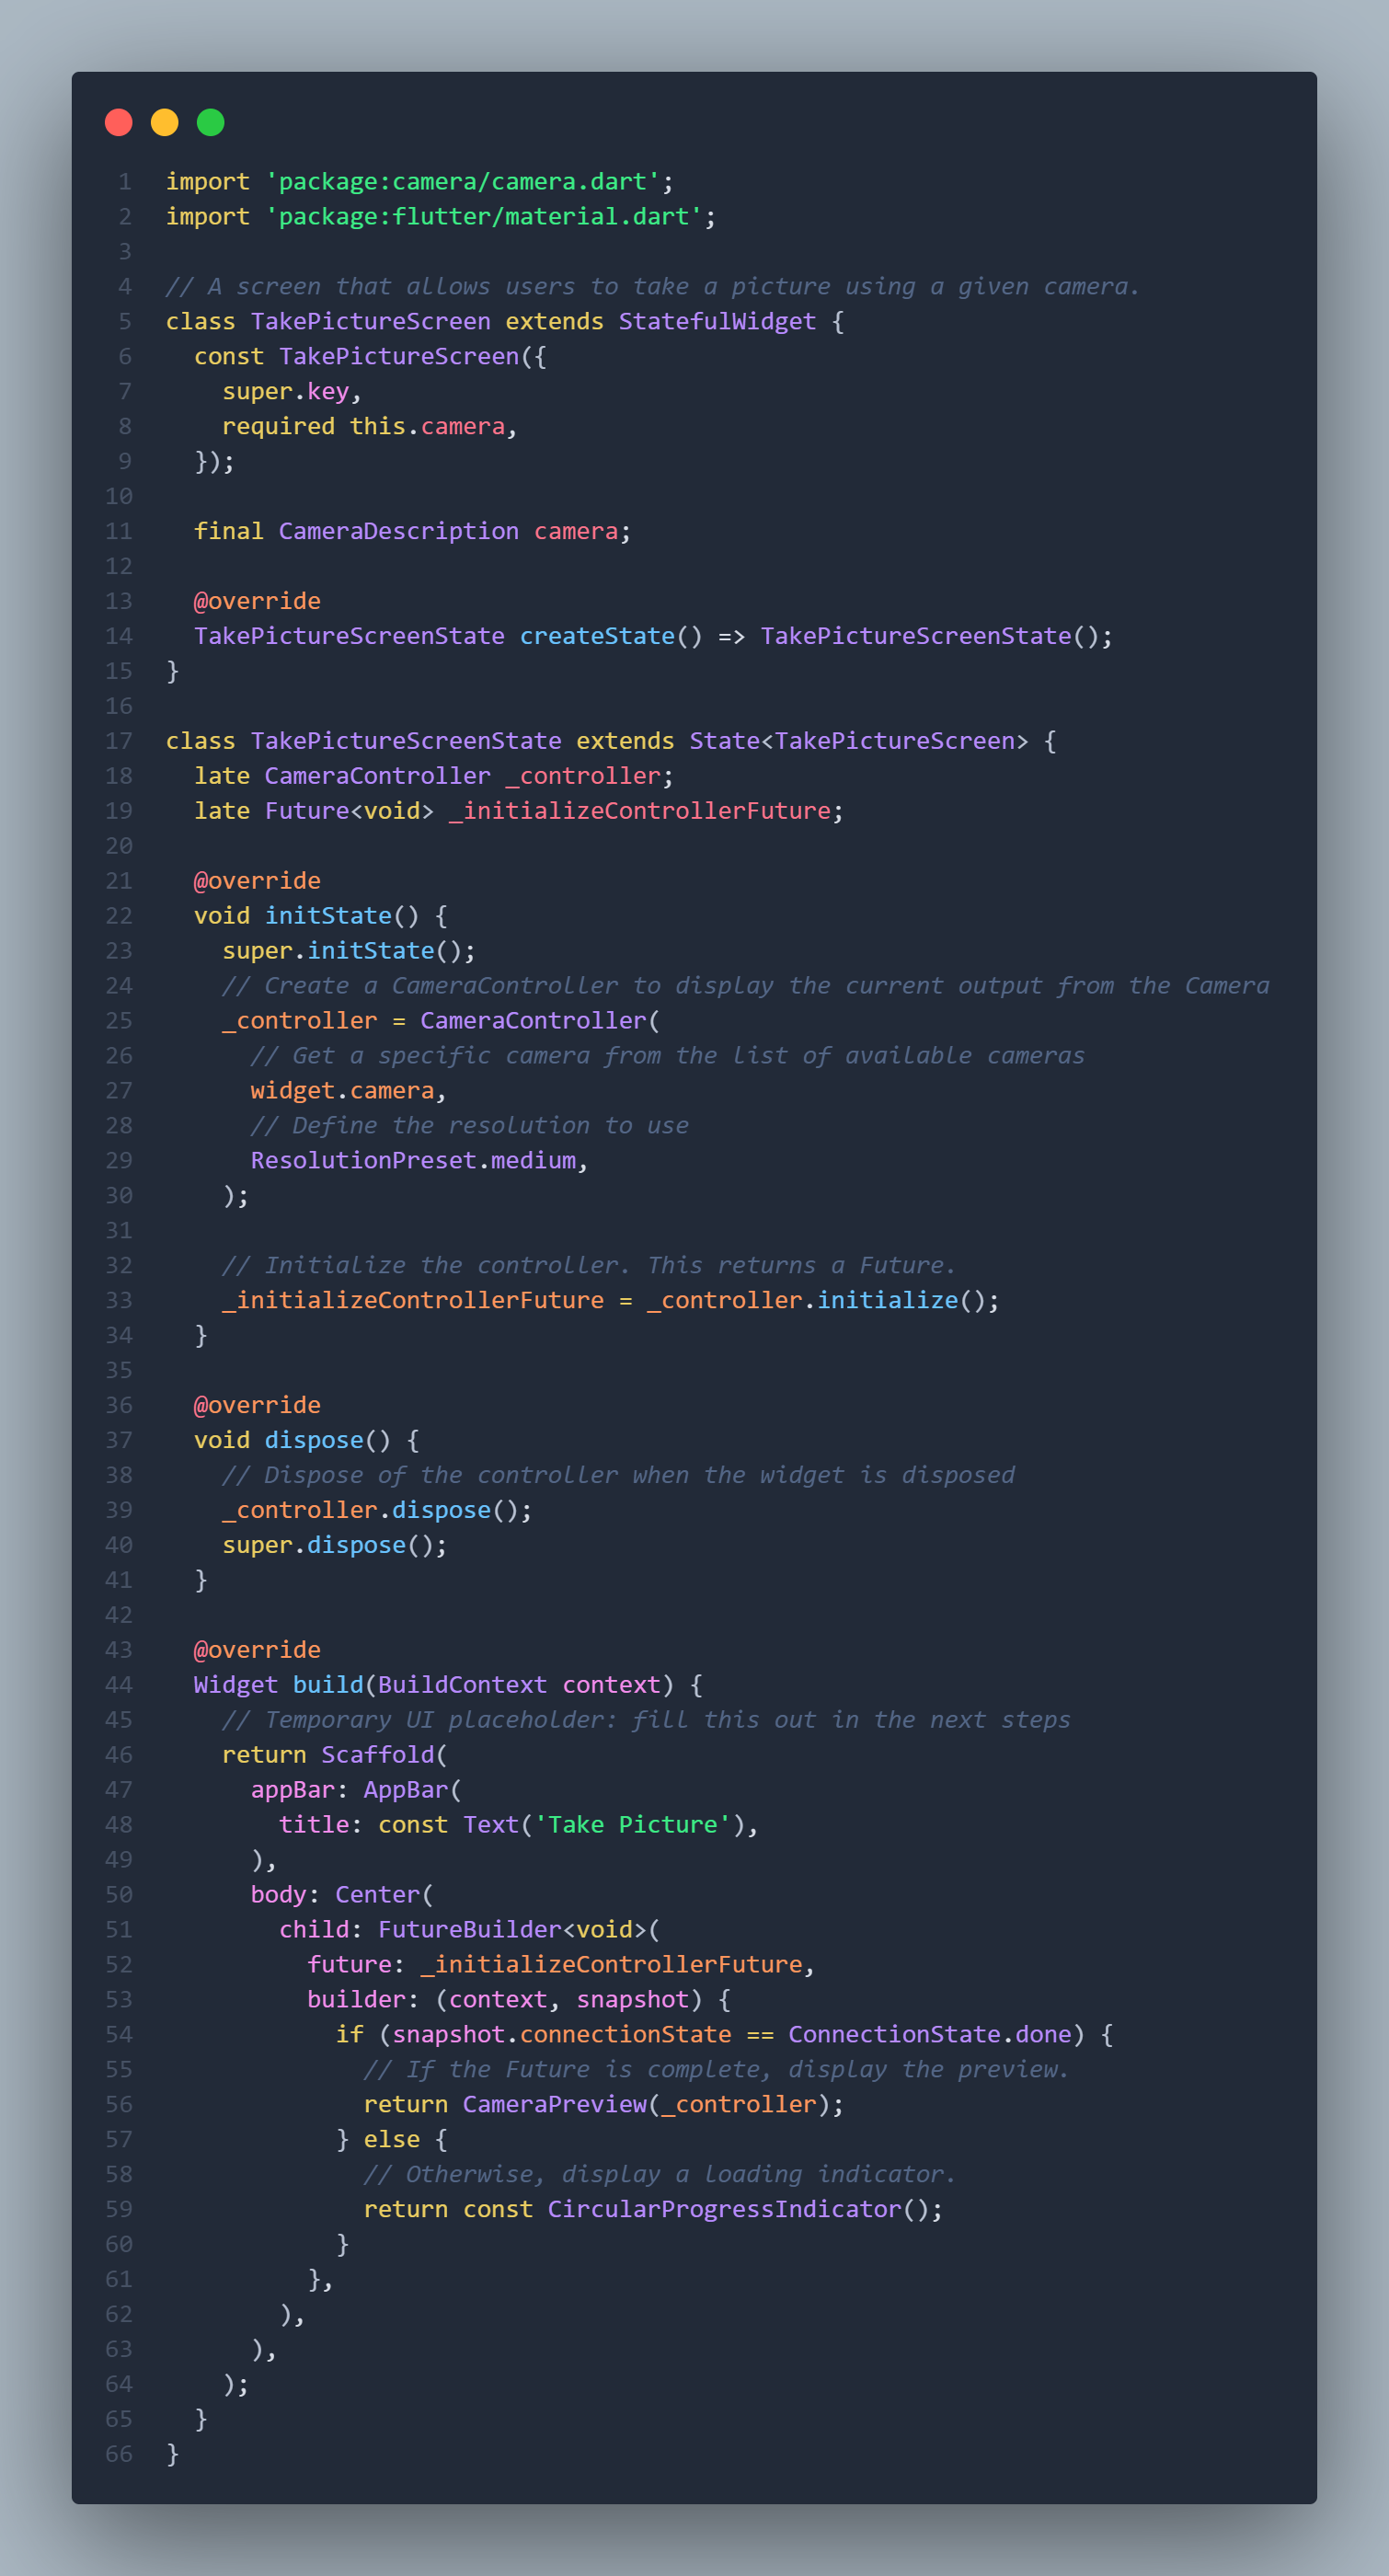 1 import 'package:camera/camera.dart';
2 import 'package:flutter/material.dart';
3
4 // A screen that allows users to take a picture using a given camera.
5 class TakePictureScreen extends StatefulWidget {
6   const TakePictureScreen({
7     super.key,
8     required this.camera,
9   });
10
11   final CameraDescription camera;
12
13   @override
14   TakePictureScreenState createState() => TakePictureScreenState();
15 }
16
17 class TakePictureScreenState extends State<TakePictureScreen> {
18   late CameraController _controller;
19   late Future<void> _initializeControllerFuture;
20
21   @override
22   void initState() {
23     super.initState();
24     // Create a CameraController to display the current output from the Camera
25     _controller = CameraController(
26       // Get a specific camera from the list of available cameras
27       widget.camera,
28       // Define the resolution to use
29       ResolutionPreset.medium,
30     );
31
32     // Initialize the controller. This returns a Future.
33     _initializeControllerFuture = _controller.initialize();
34   }
35
36   @override
37   void dispose() {
38     // Dispose of the controller when the widget is disposed
39     _controller.dispose();
40     super.dispose();
41   }
42
43   @override
44   Widget build(BuildContext context) {
45     // Temporary UI placeholder: fill this out in the next steps
46     return Scaffold(
47       appBar: AppBar(
48         title: const Text('Take Picture'),
49       ),
50       body: Center(
51         child: FutureBuilder<void>(
52           future: _initializeControllerFuture,
53           builder: (context, snapshot) {
54             if (snapshot.connectionState == ConnectionState.done) {
55               // If the Future is complete, display the preview.
56               return CameraPreview(_controller);
57             } else {
58               // Otherwise, display a loading indicator.
59               return const CircularProgressIndicator();
60             }
61           },
62         ),
63       ),
64     );
65   }
66 }